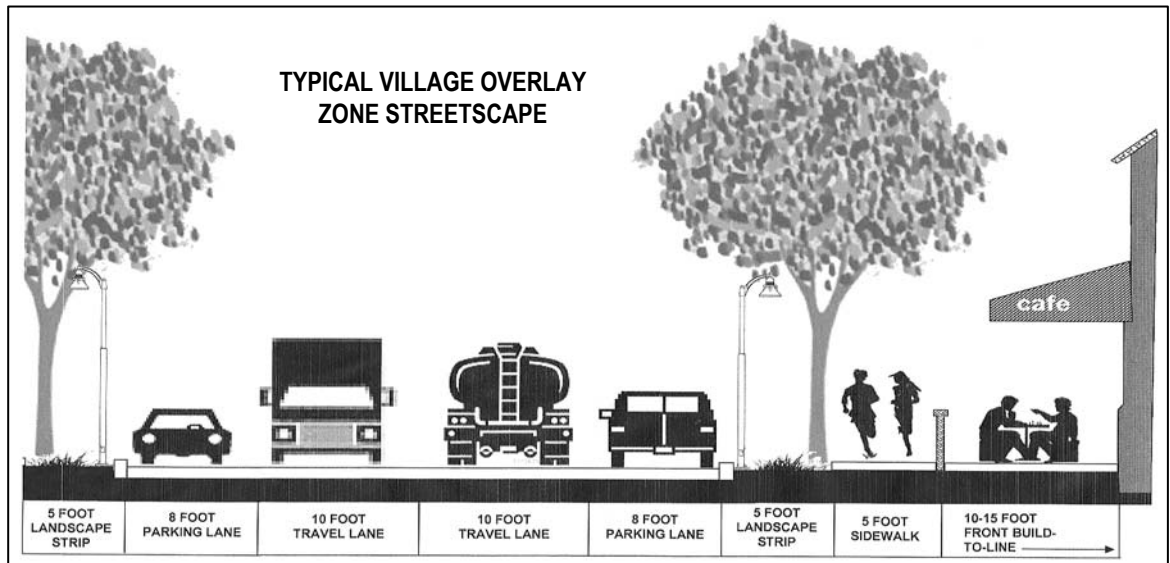 TYPICAL VILLAGE OVERLAY
ZONE STREETSCAPE
cafe
5 FOOT
LANDSCAPE
STRIP
8 FOOT
PARKING LANE
10 FOOT
TRAVEL LANE
10 FOOT
TRAVEL LANE
8 FOOT
PARKING LANE
5 FOOT
LANDSCAPE
STRIP
5 FOOT
SIDEWALK
10-15 FOOT
FRONT BUILD-
TO-LINE